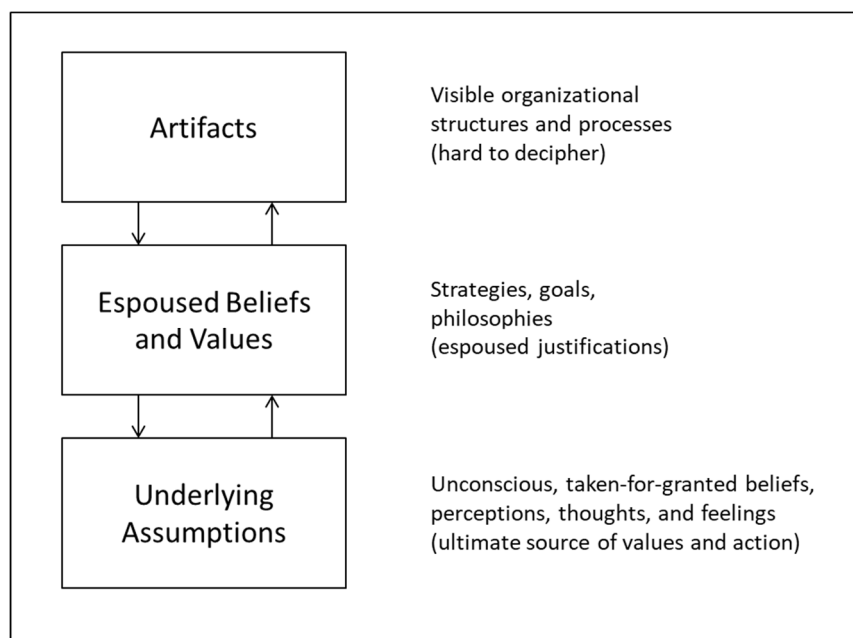 Artifacts
Visible organizational
structures and processes
(hard to decipher)
Espoused Beliefs
and Values
Strategies, goals,
philosophies
(espoused justifications)
Underlying
Assumptions
Unconscious, taken-for-granted beliefs,
perceptions, thoughts, and feelings
(ultimate source of values and action)